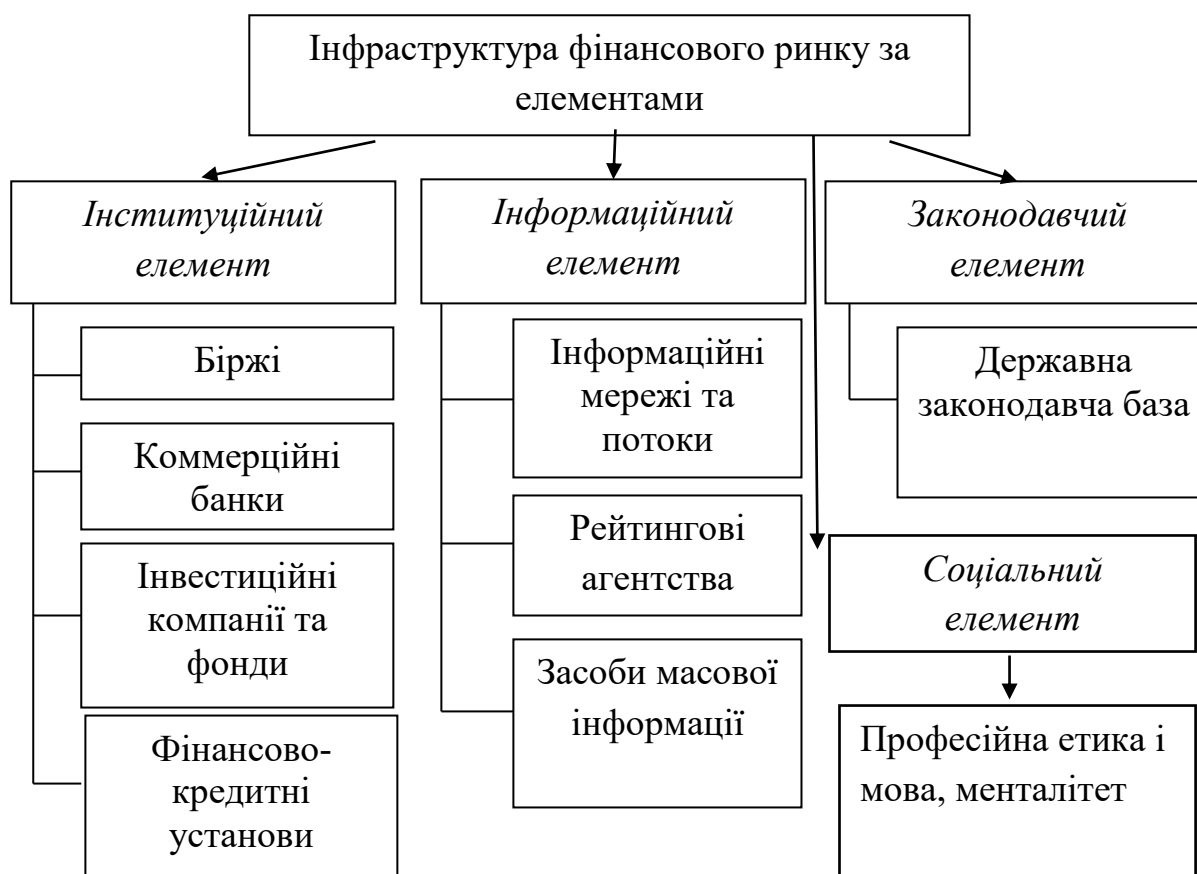 Інфраструктура фінансового ринку за
елементами
Інституційний
елемент
Біржі
Коммерційні
банки
Інвестиційні
компанії та
фонди
Фінансово-
кредитні
установи
Інформаційний
елемент
Інформаційні
мережі та
потоки
Рейтингові
агентства
Засоби масової
інформації
Законодавчий
елемент
Державна
законодавча база
Соціальний
елемент
Професійна етика і
мова, менталітет